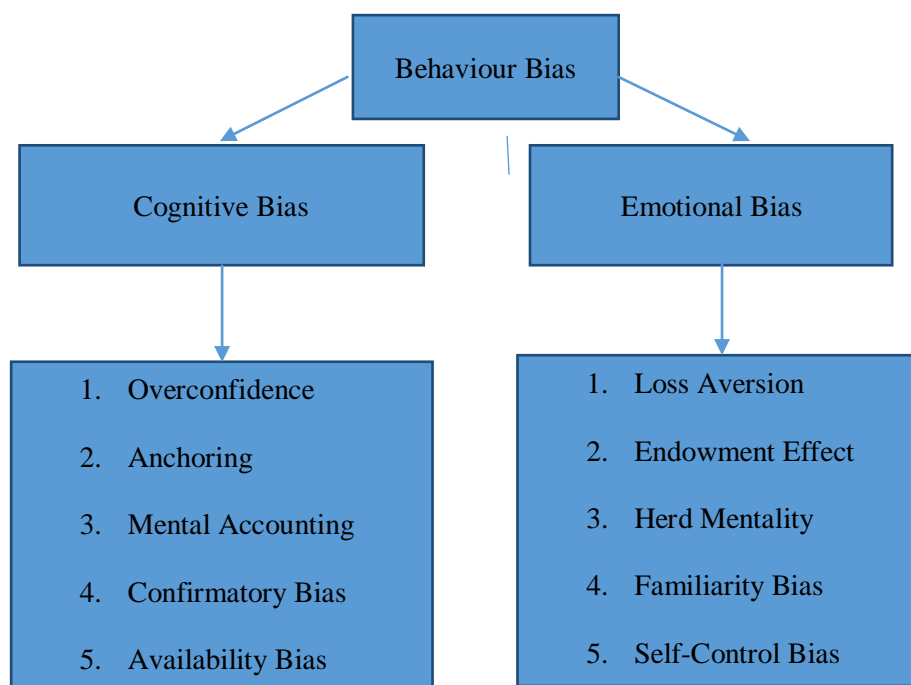 Behaviour Bias
Cognitive Bias
Emotional Bias
1. Overconfidence
2. Anchoring
3. Mental Accounting
4. Confirmatory Bias
5. Availability Bias
1. Loss Aversion
2. Endowment Effect
3. Herd Mentality
4. Familiarity Bias
5. Self-Control Bias